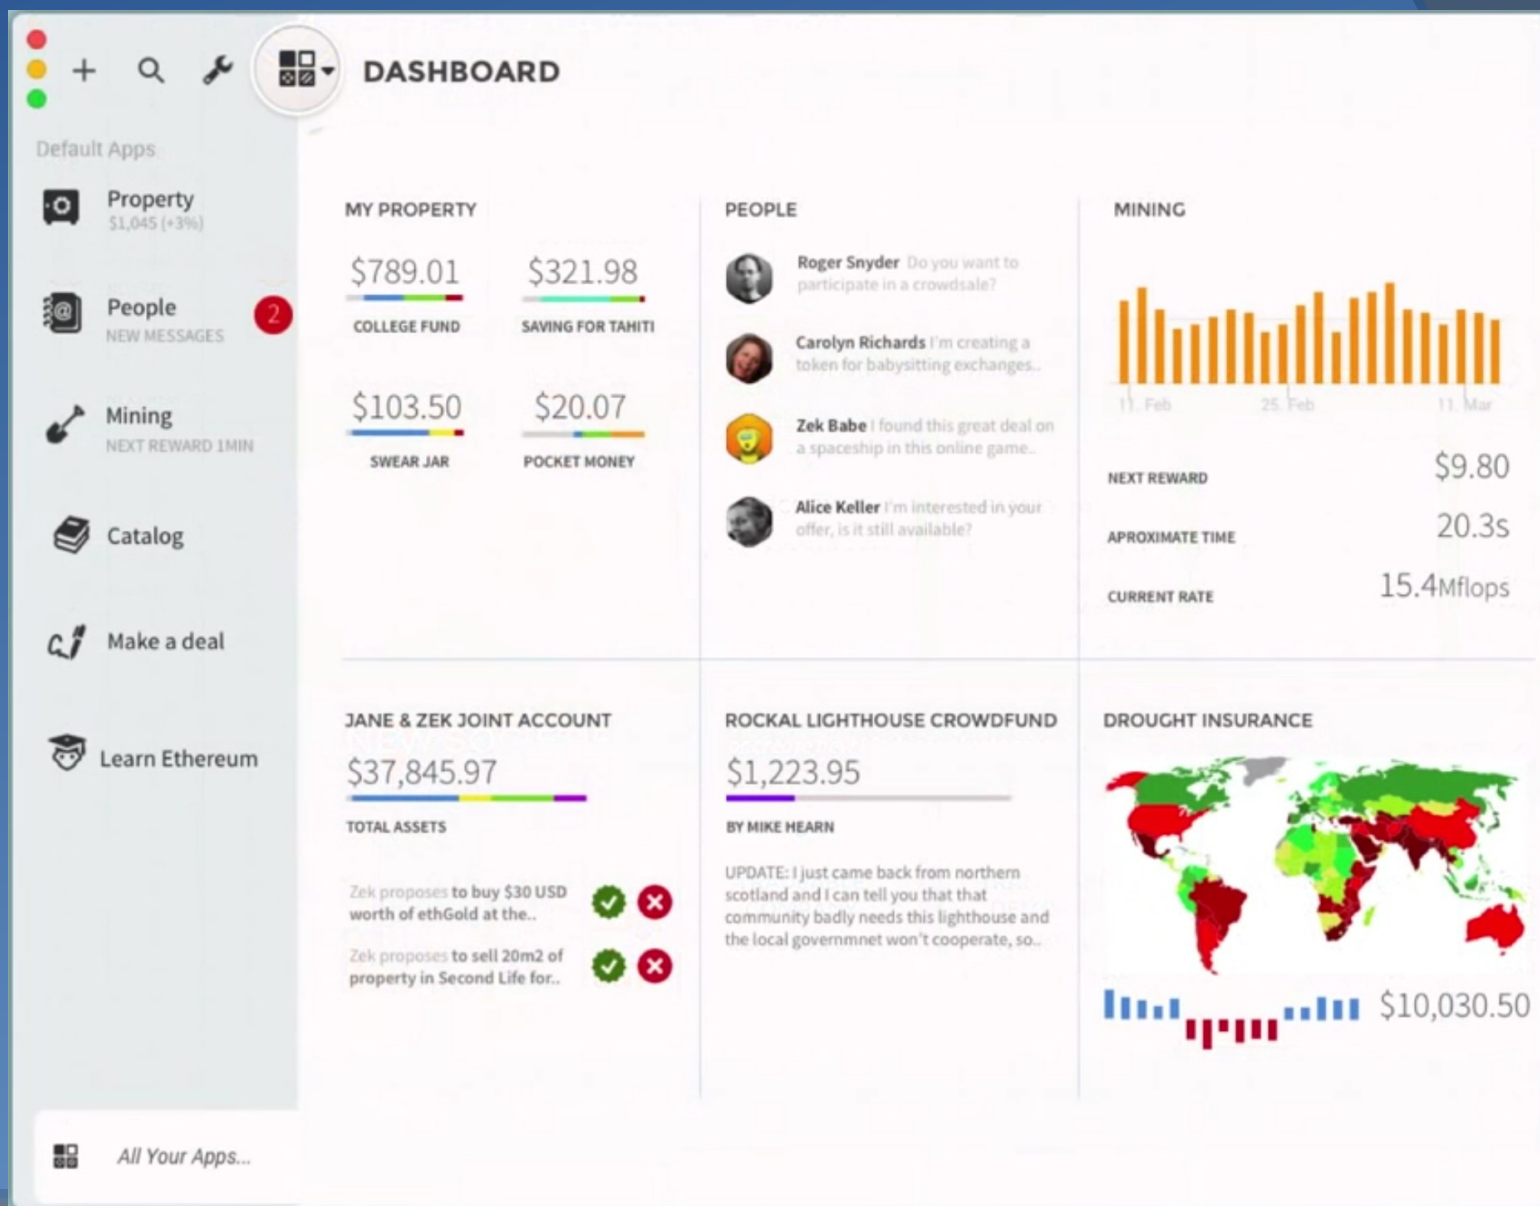 DASHBOARD
Default Apps
Property
$1,045 (+3%)
People
NEW MESSAGES
2
Mining
NEXT REWARD 1MIN
Catalog
Make a deal
Learn Ethereum
All Your Apps...
MY PROPERTY
$789.01
COLLEGE FUND
$321.98
SAVING FOR TAHITI
$103.50
SWEAR JAR
$20.07
POCKET MONEY
PEOPLE
Roger Snyder Do you want to
participate in a crowdsale?
Carolyn Richards I'm creating a
token for babysitting exchanges..
Zek Babe I found this great deal on
a spaceship in this online game..
Alice Keller I'm interested in your
offer, is it still available?
MINING
11. Feb 25. Feb 11. Mar
NEXT REWARD $9.80
APROXIMATE TIME 20.3s
CURRENT RATE 15.4Mflops
JANE & ZEK JOINT ACCOUNT
$37,845.97
TOTAL ASSETS
Zek proposes to buy $30 USD
worth of ethGold at the..
Zek proposes to sell 20m2 of
property in Second Life for..
ROCKAL LIGHTHOUSE CROWDFUND
$1,223.95
BY MIKE HEARN
UPDATE: I just came back from northern
scotland and I can tell you that that
community badly needs this lighthouse and
the local governmnet won't cooperate, so..
DROUGHT INSURANCE
$10,030.50